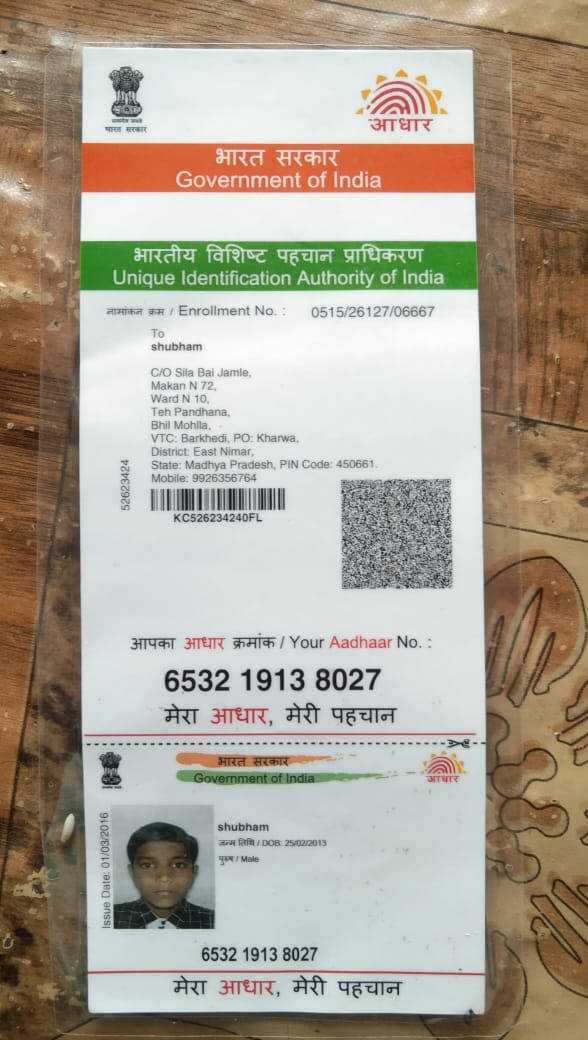 सत्यमेव जयते
भारत सरकार
आधार
भारत सरकार
Government of India
भारतीय विशिष्ट पहचान प्राधिकरण
Unique Identification Authority of India
नामांकन क्रम / Enrollment No. : 0515/26127/06667
To
shubham
C/O Sila Bai Jamle,
Makan N 72,
Ward N 10,
Teh Pandhana,
Bhil Mohlla,
VTC: Barkhedi, PO: Kharwa,
District: East Nimar,
State: Madhya Pradesh, PIN Code: 450661.
Mobile: 9926356764
52623424
KC526234240FL
आपका आधार क्रमांक / Your Aadhaar No. :
6532 1913 8027
मेरा आधार, मेरी पहचान
भारत सरकार
Government of India
आधार
Issue Date: 01/03/2016
shubham
जन्म तिथि / DOB: 25/02/2013
पुरुष / Male
6532 1913 8027
मेरा आधार, मेरी पहचान